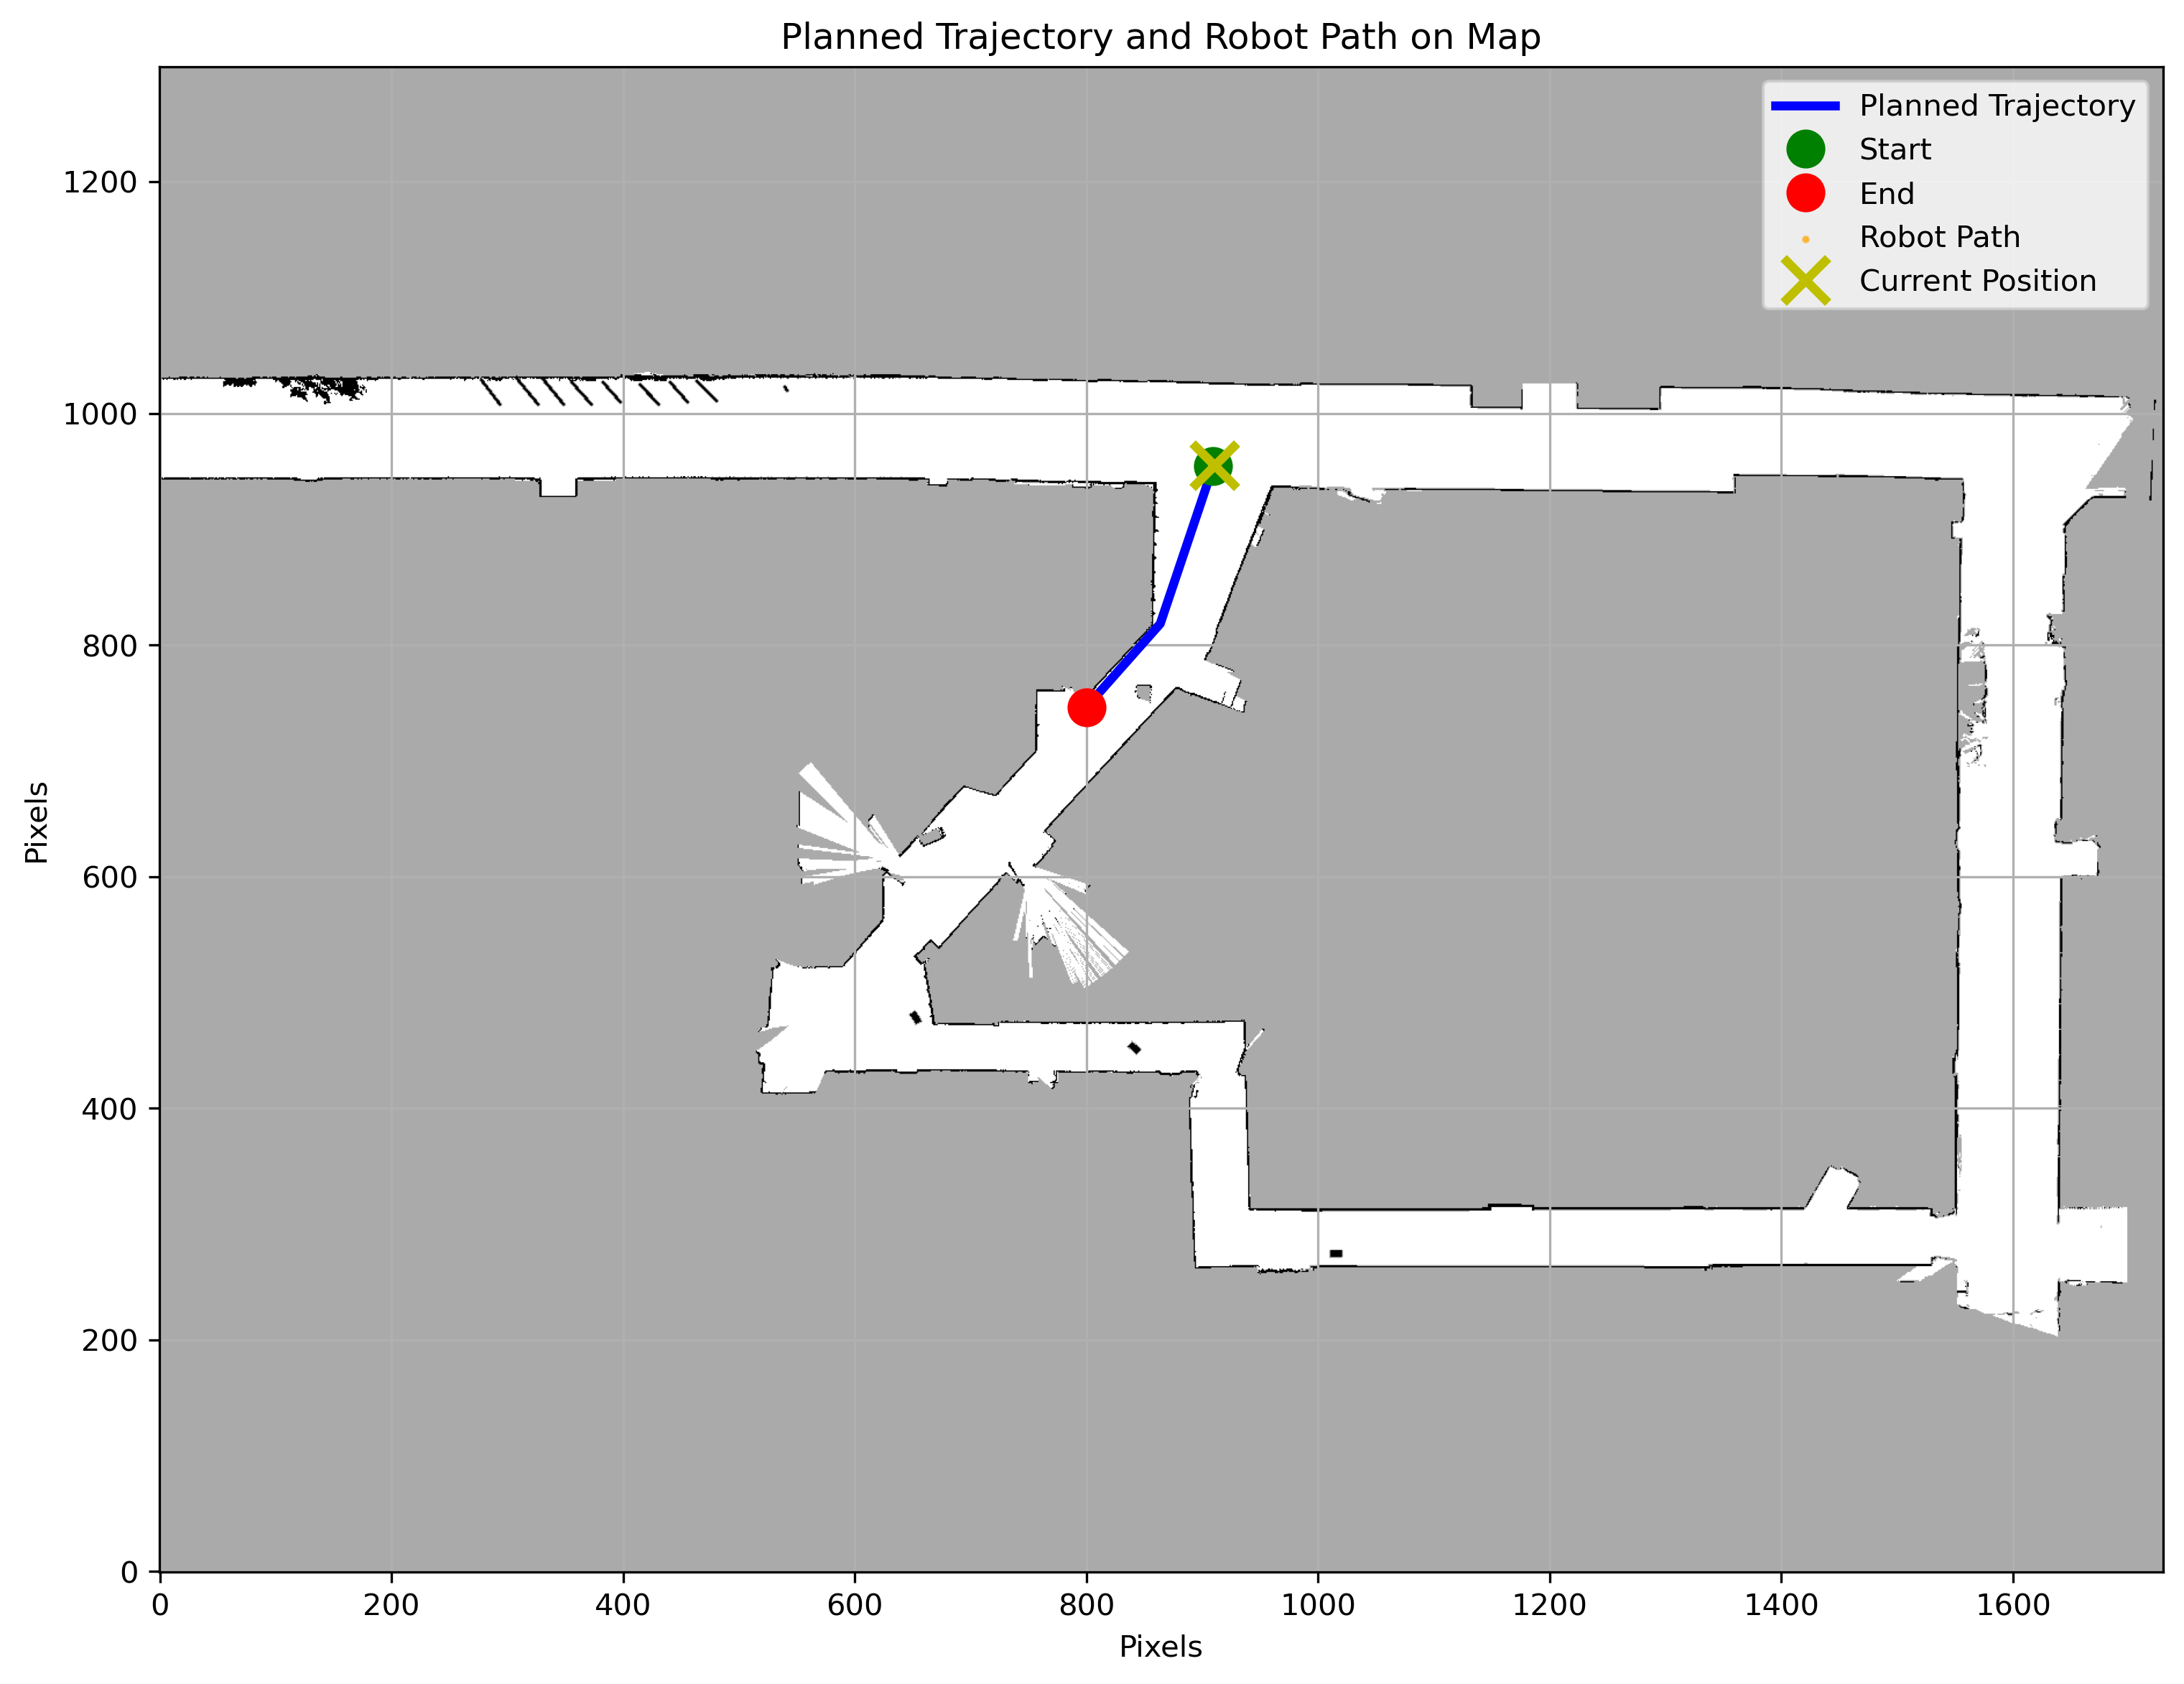 Planned Trajectory and Robot Path on Map
Planned Trajectory
Start
End
Robot Path
Current Position
1200
1000
800
600
400
200
0
Pixels
0 200 400 600 800 1000 1200 1400 1600
Pixels